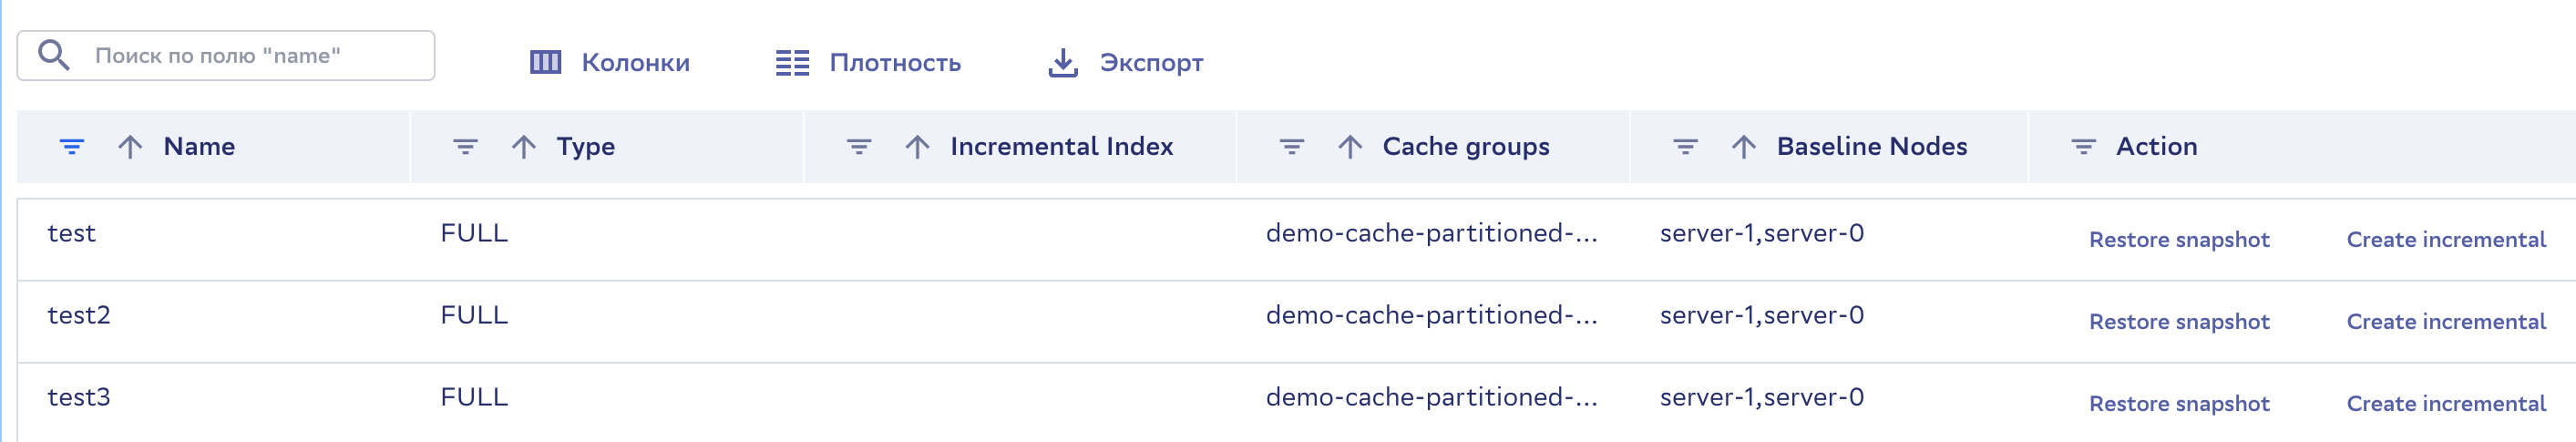 Поиск по полю "name" Колонки Плотность Экспорт
Name Type Incremental Index Cache groups Baseline Nodes Action
test FULL demo-cache-partitioned-... server-1,server-0 Restore snapshot Create incremental
test2 FULL demo-cache-partitioned-... server-1,server-0 Restore snapshot Create incremental
test3 FULL demo-cache-partitioned-... server-1,server-0 Restore snapshot Create incremental